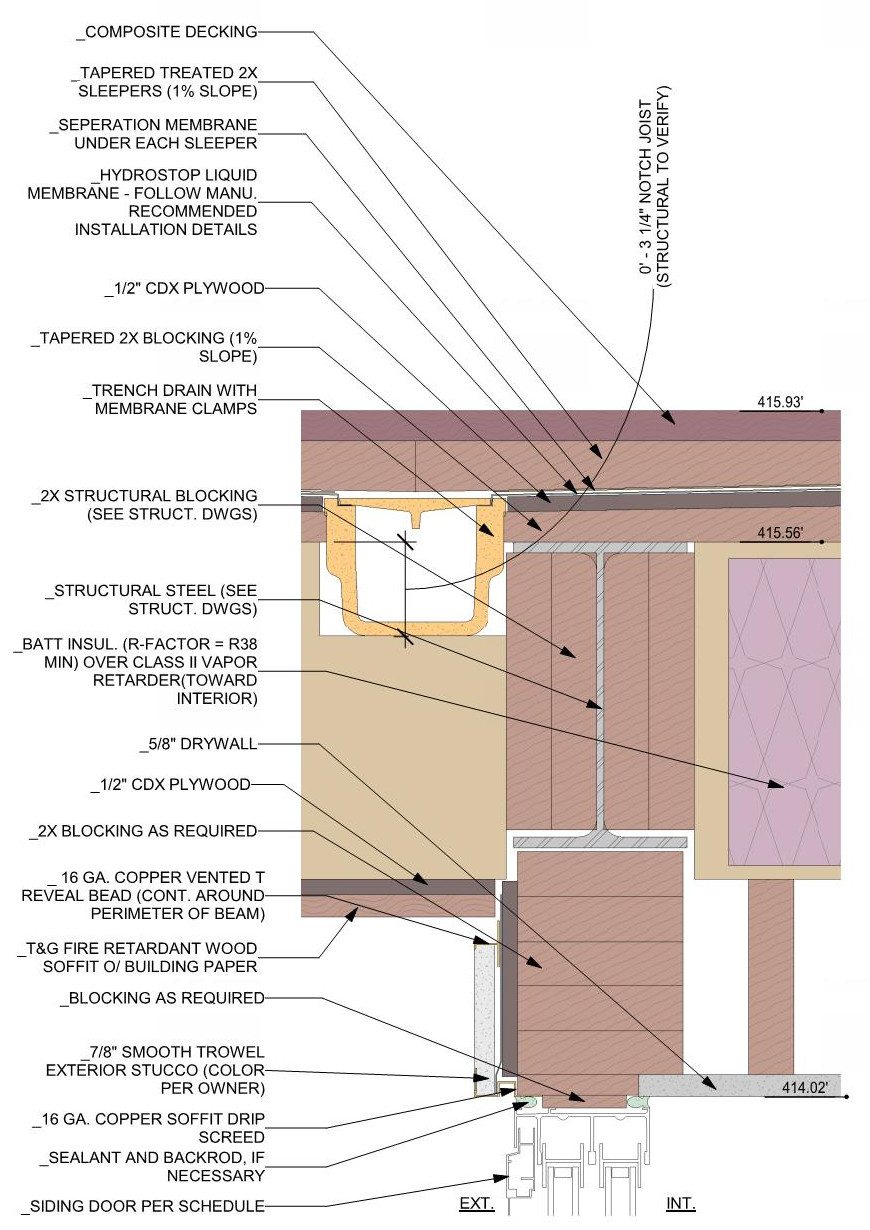 _COMPOSITE DECKING
_TAPERED TREATED 2X
SLEEPERS (1% SLOPE)
_SEPERATION MEMBRANE
UNDER EACH SLEEPER
_HYDROSTOP LIQUID
MEMBRANE - FOLLOW MANU.
RECOMMENDED
INSTALLATION DETAILS
0' - 3 1/4" NOTCH JOIST
(STRUCTURAL TO VERIFY)
_1/2" CDX PLYWOOD
_TAPERED 2X BLOCKING (1%
SLOPE)
_TRENCH DRAIN WITH
MEMBRANE CLAMPS
415.93'
_2X STRUCTURAL BLOCKING
(SEE STRUCT. DWGS)
415.56'
_STRUCTURAL STEEL (SEE
STRUCT. DWGS)
_BATT INSUL. (R-FACTOR = R38
MIN) OVER CLASS II VAPOR
RETARDER(TOWARD
INTERIOR)
_5/8" DRYWALL
_1/2" CDX PLYWOOD
_2X BLOCKING AS REQUIRED
_ 16 GA. COPPER VENTED T
REVEAL BEAD (CONT. AROUND
PERIMETER OF BEAM)
_T&G FIRE RETARDANT WOOD
SOFFIT O/ BUILDING PAPER
_BLOCKING AS REQUIRED
_7/8" SMOOTH TROWEL
EXTERIOR STUCCO (COLOR
PER OWNER)
414.02'
_16 GA. COPPER SOFFIT DRIP
SCREED
_SEALANT AND BACKROD, IF
NECESSARY
_SIDING DOOR PER SCHEDULE
EXT.
INT.